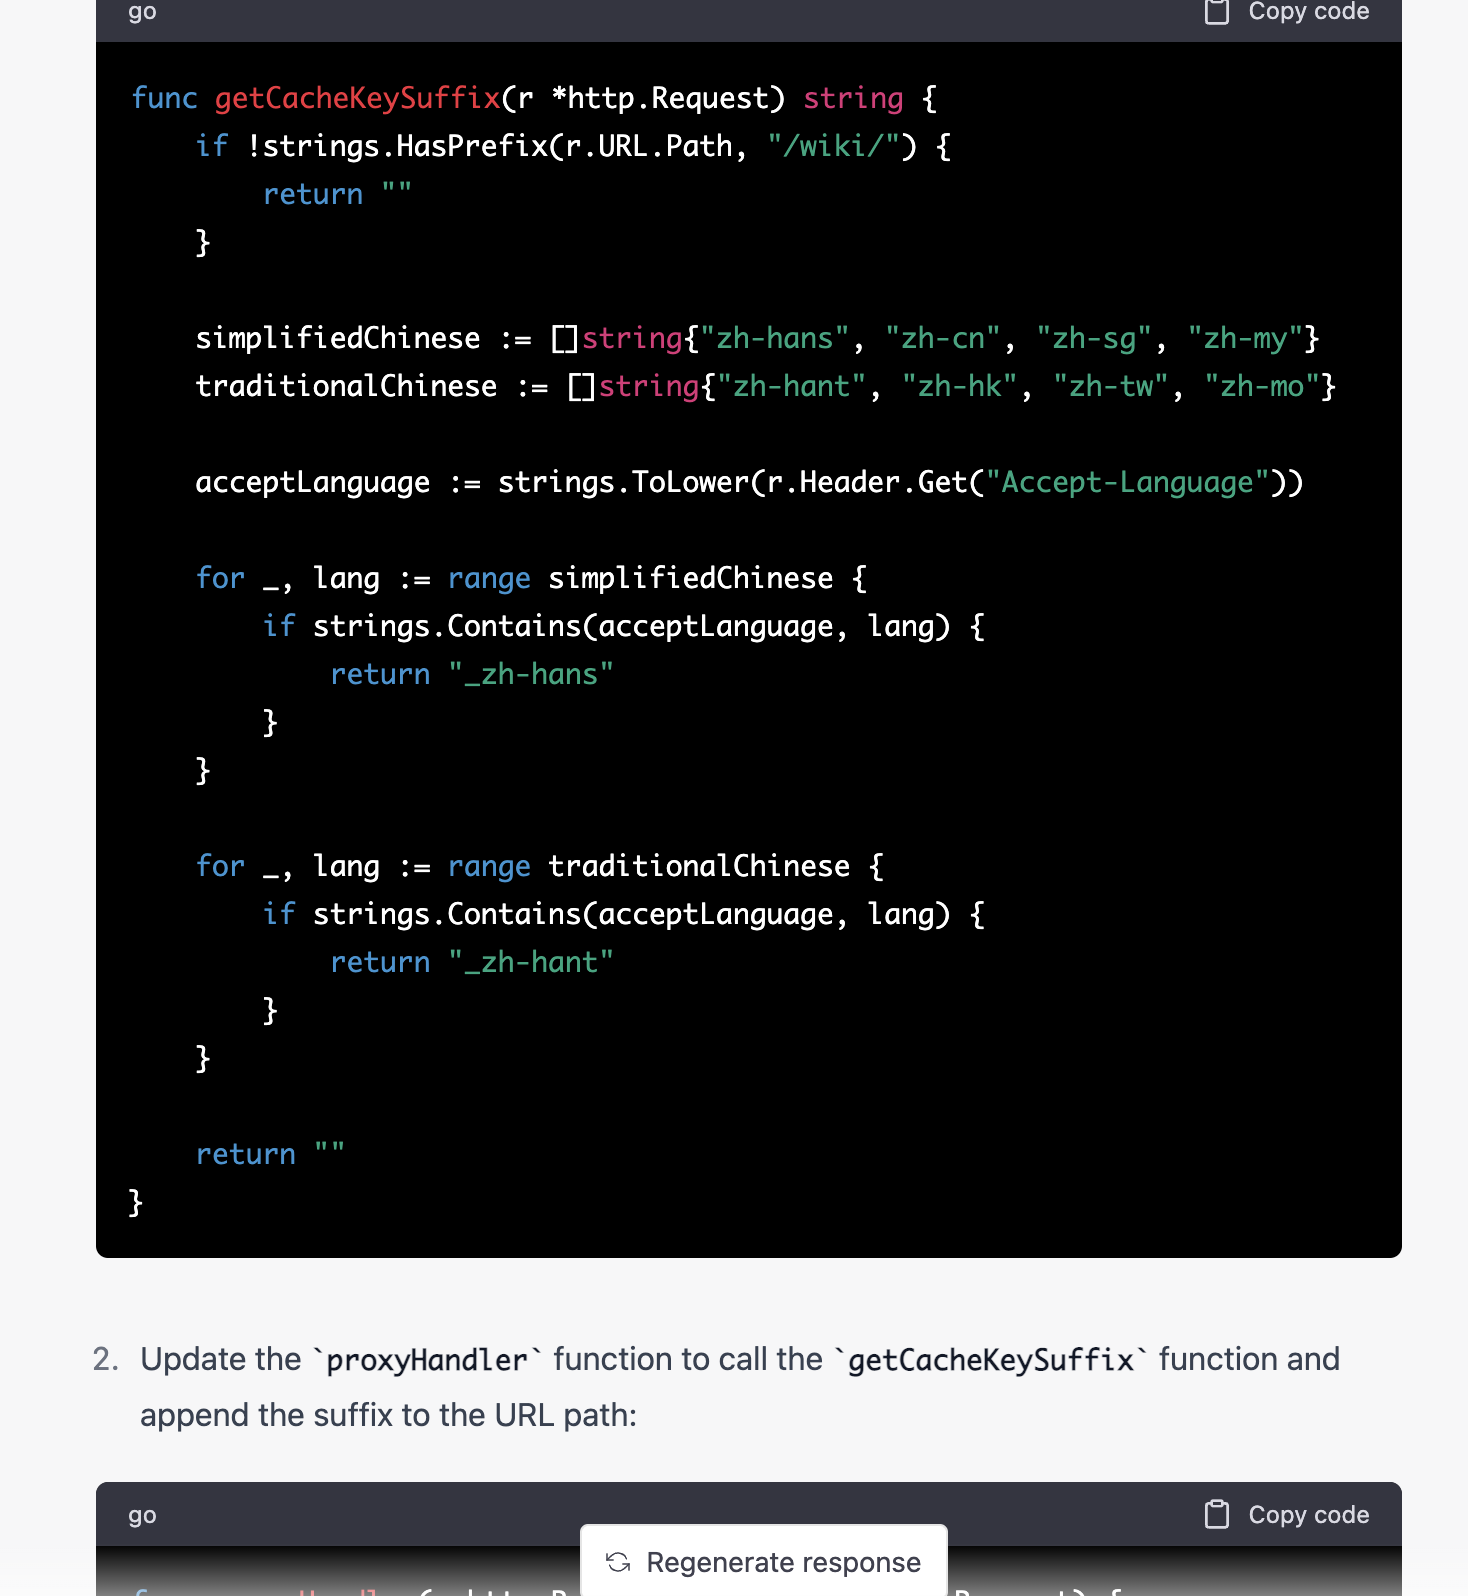 go Copy code
func getCacheKeySuffix(r *http.Request) string {
    if !strings.HasPrefix(r.URL.Path, "/wiki/") {
        return ""
    }

    simplifiedChinese := []string{"zh-hans", "zh-cn", "zh-sg", "zh-my"}
    traditionalChinese := []string{"zh-hant", "zh-hk", "zh-tw", "zh-mo"}

    acceptLanguage := strings.ToLower(r.Header.Get("Accept-Language"))

    for _, lang := range simplifiedChinese {
        if strings.Contains(acceptLanguage, lang) {
            return "_zh-hans"
        }
    }

    for _, lang := range traditionalChinese {
        if strings.Contains(acceptLanguage, lang) {
            return "_zh-hant"
        }
    }

    return ""
}
2. Update the `proxyHandler` function to call the `getCacheKeySuffix` function and
append the suffix to the URL path:
go Copy code
Regenerate response